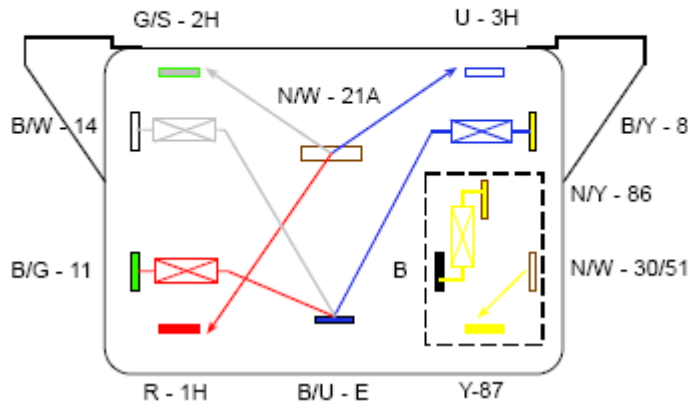 G/S - 2H
U - 3H
N/W - 21A
B/W - 14
B/Y - 8
N/Y - 86
B/G - 11
B
N/W - 30/51
R - 1H
B/U - E
Y-87